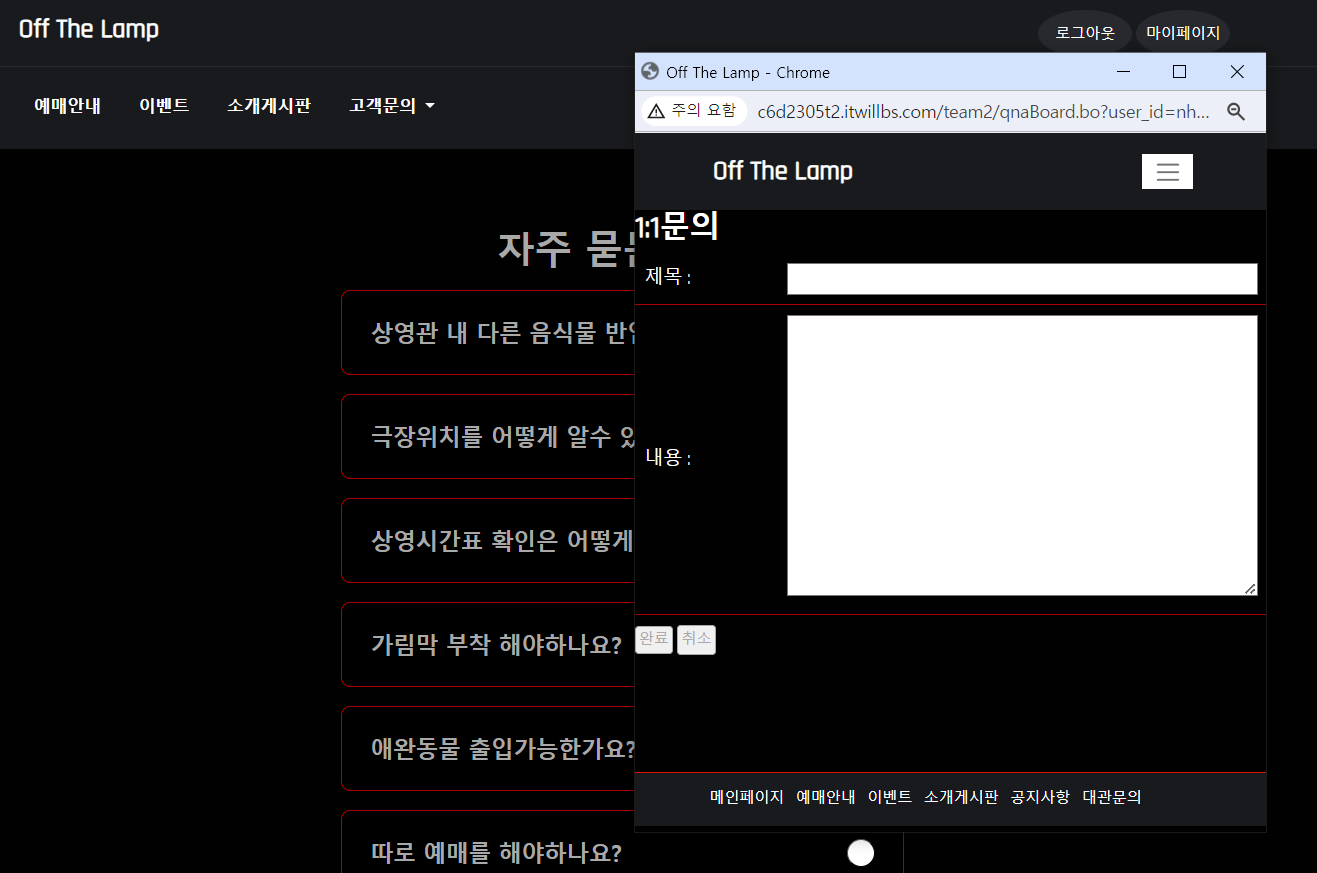 Off The Lamp
로그아웃 마이페이지
예매안내 이벤트 소개게시판 고객문의
자주 묻는
상영관 내 다른 음식물
극장위치를 어떻게 알수
상영시간표 확인은 어떻게
가림막 부착 해야하나요?
애완동물 출입가능한가요?
따로 예매를 해야하나요?
Off The Lamp - Chrome
주의 요함 c6d2305t2.itwillbs.com/team2/qnaBoard.bo?user_id=nh...
Off The Lamp
1:1문의
제목 :
내용 :
완료 취소
메인페이지 예매안내 이벤트 소개게시판 공지사항 대관문의